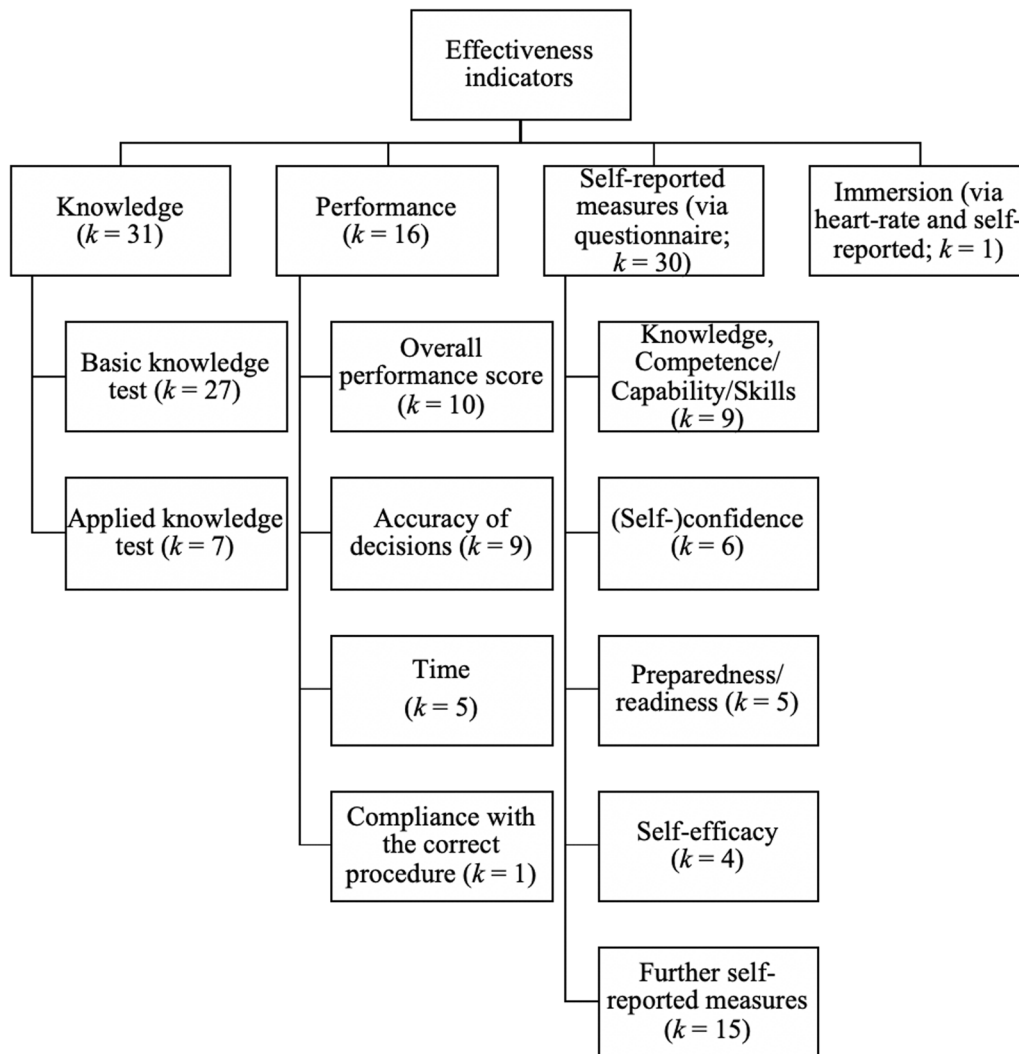 Effectiveness
indicators
Knowledge
(k = 31)
Performance
(k = 16)
Self-reported
measures (via
questionnaire;
k = 30)
Immersion (via
heart-rate and self-
reported; k = 1)
Basic knowledge
test (k = 27)
Applied knowledge
test (k = 7)
Overall
performance score
(k = 10)
Accuracy of
decisions (k = 9)
Time
(k = 5)
Compliance with
the correct
procedure (k = 1)
Knowledge,
Competence/
Capability/Skills
(k = 9)
(Self-)confidence
(k = 6)
Preparedness/
readiness (k = 5)
Self-efficacy
(k = 4)
Further self-
reported measures
(k = 15)